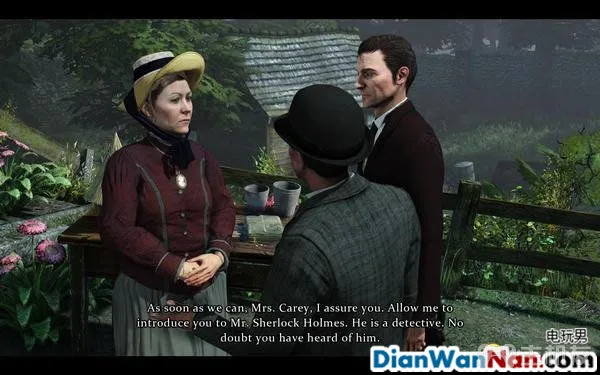 As soon as we can, Mrs. Carey, I assure you. Allow me to
introduce you to Mr. Sherlock Holmes. He is a detective. No
doubt you have heard of him.
电玩男
DianWanNan.com